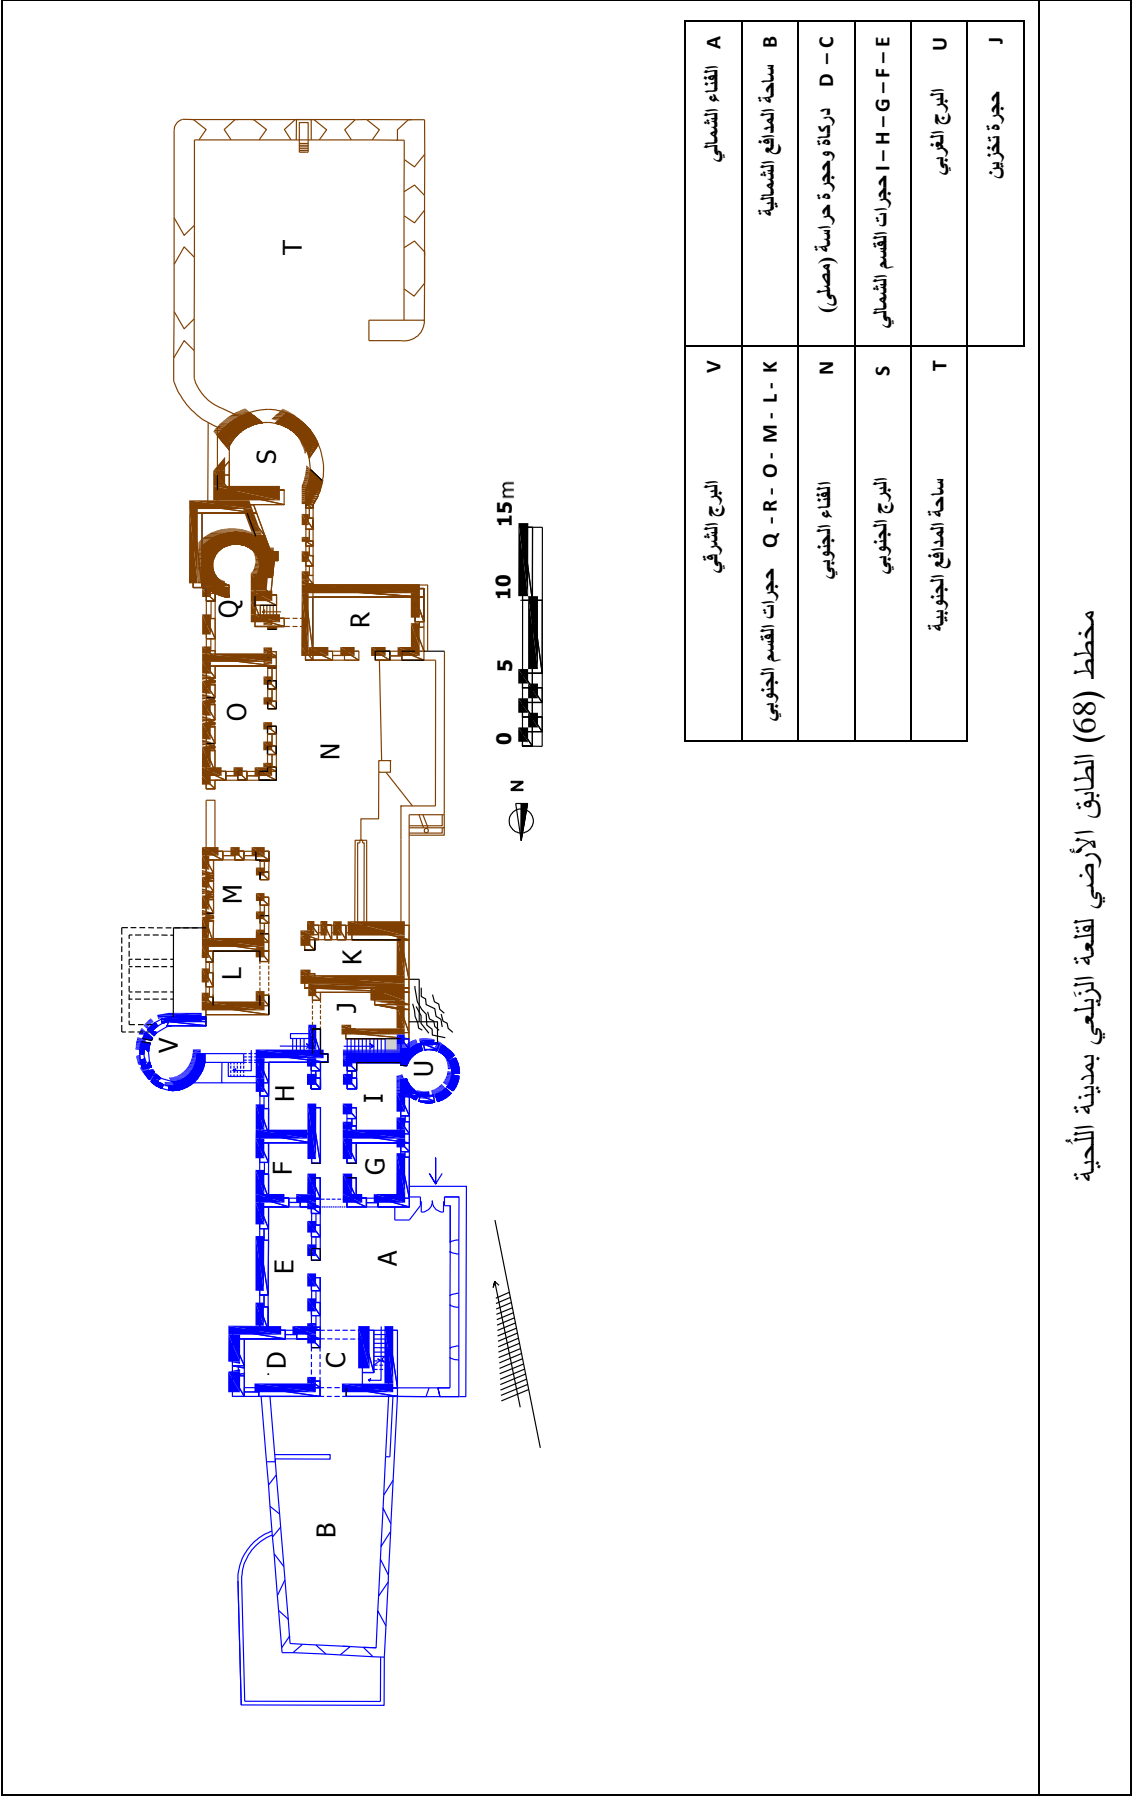 T
S
Q
R
O
N
M
L
K
J
V
U
H
I
F
G
E
A
D
C
B
0 5 10 15m
N
A الفناء الشمالي
B ساحة المدافع الشمالية
D – C دركاة وحجرة حراسة (مصلى)
I – H – G – F – E حجرات القسم الشمالي
U البرج الغربي
J حجرة تخزين
V البرج الشرقي
Q - R - O - M - L - K حجرات القسم الجنوبي
N الفناء الجنوبي
S البرج الجنوبي
T ساحة المدافع الجنوبية
مخطط (68) الطابق الأرضي لقلعة الزيلعي بمدينة اللُحية